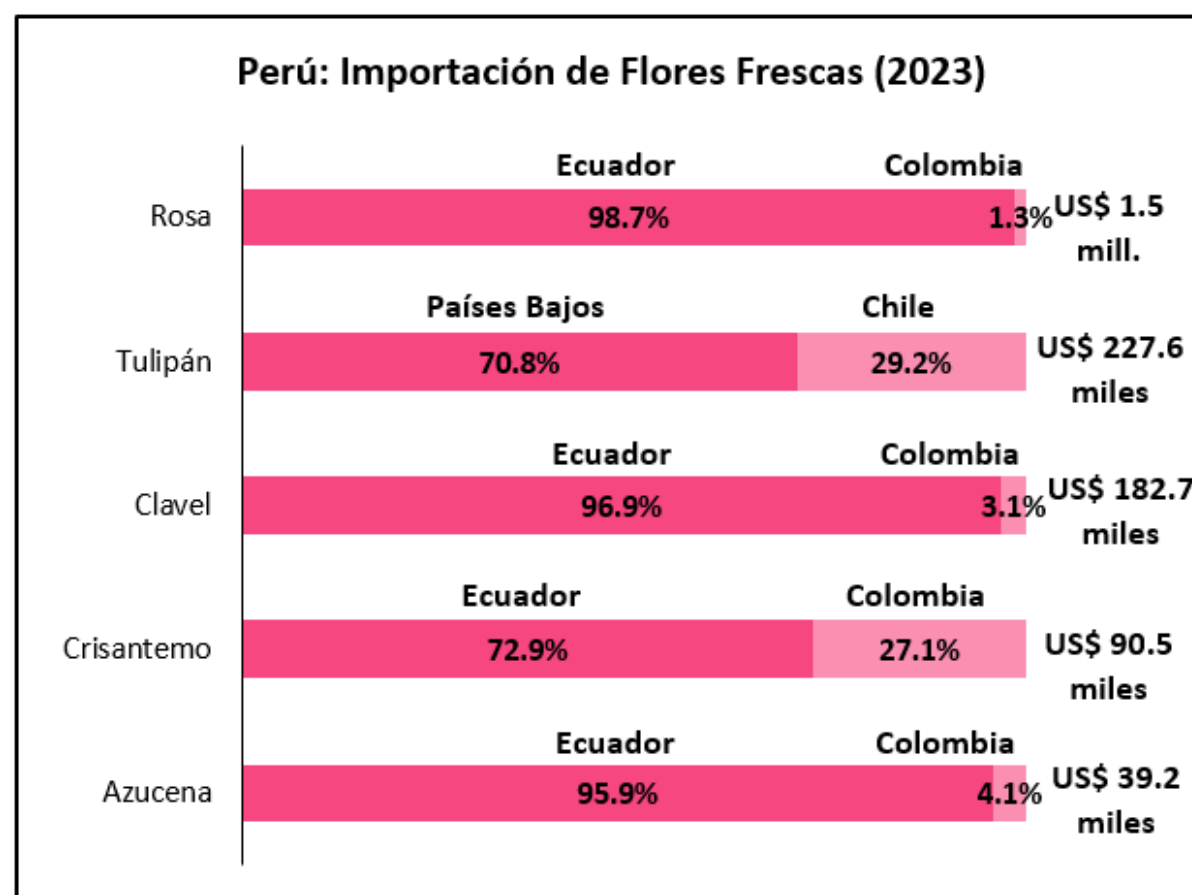 Perú: Importación de Flores Frescas (2023)
Ecuador Colombia
Rosa 98.7% 1.3% US$ 1.5
mill.
Países Bajos Chile
Tulipán 70.8% 29.2% US$ 227.6
miles
Ecuador Colombia
Clavel 96.9% 3.1% US$ 182.7
miles
Ecuador Colombia
Crisantemo 72.9% 27.1% US$ 90.5
miles
Ecuador Colombia
Azucena 95.9% 4.1% US$ 39.2
miles